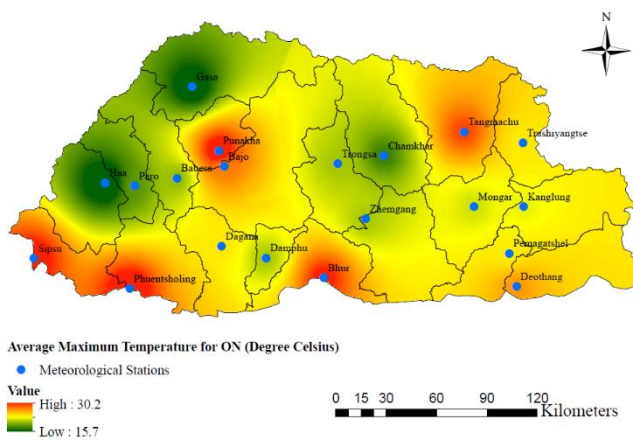 N
Gasa
Punakha
Bajo
Tangmachu
Trashiyangtse
Trongsa
Chamkhar
Haa
Paro
Babesa
Zhemgang
Mongar
Kanglung
Sipsu
Dagana
Damphu
Pemagatshel
Phuentsholing
Bhur
Deothang
Average Maximum Temperature for ON (Degree Celsius)
Meteorological Stations
Value
High : 30.2
Low : 15.7
0 15 30 60 90 120
Kilometers